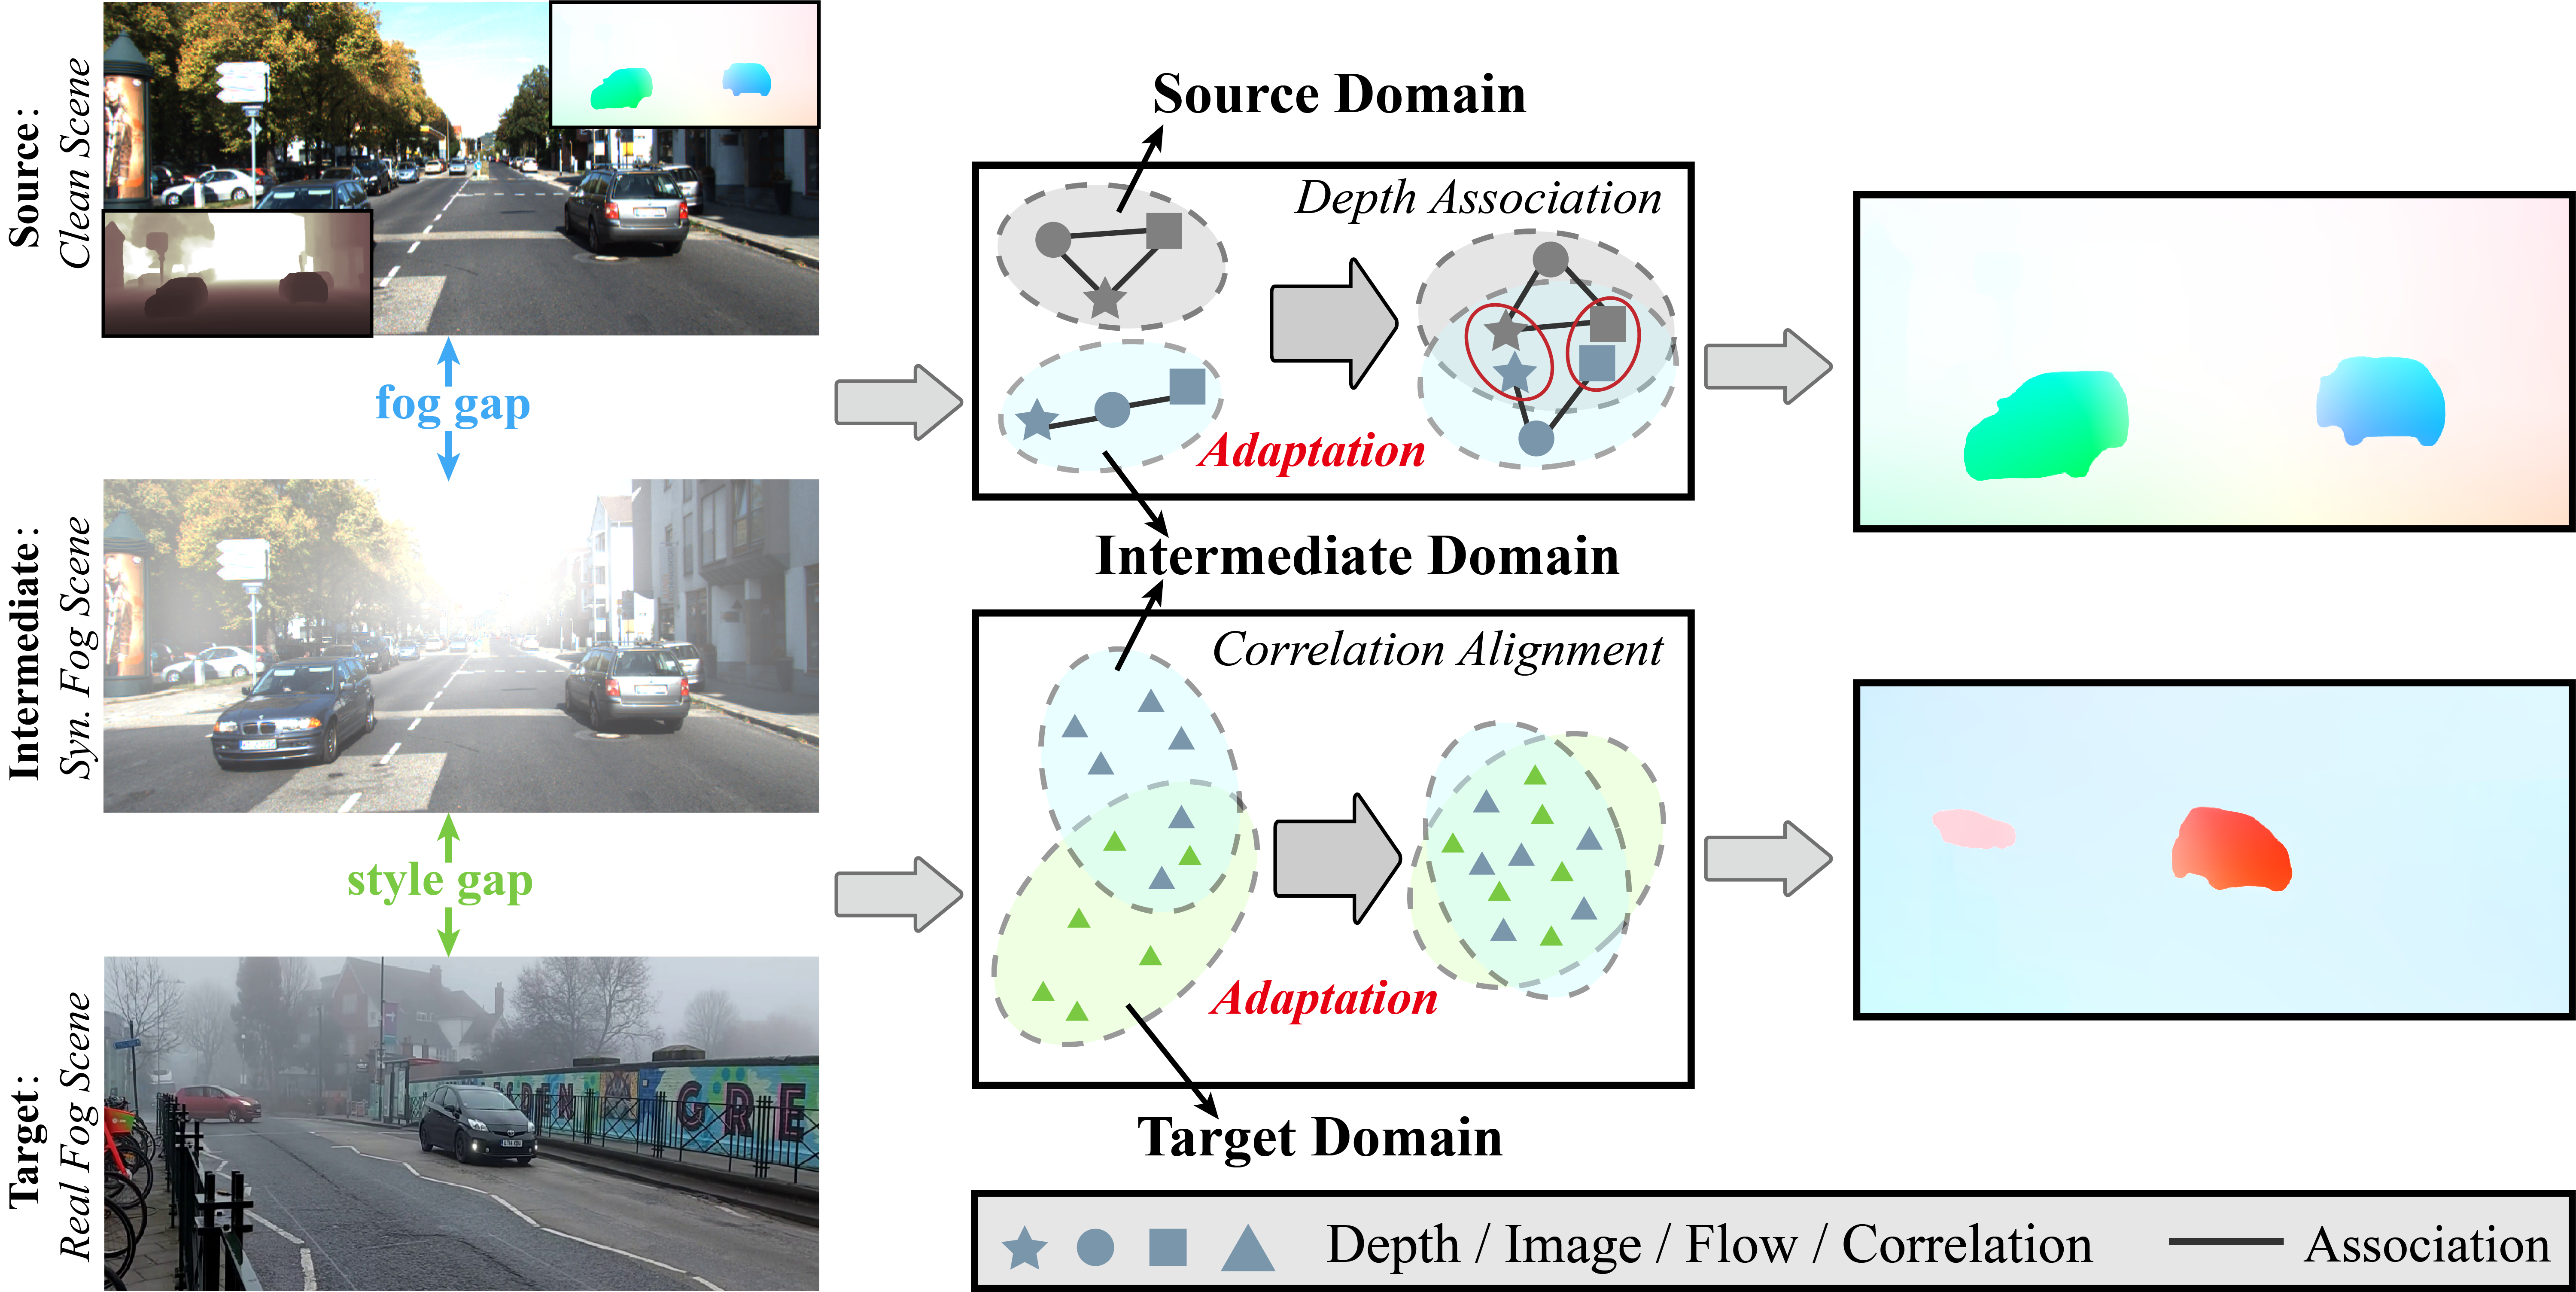 Source:
Clean Scene
fog gap
Intermediate:
Syn. Fog Scene
style gap
Target:
Real Fog Scene
GRE
Source Domain
Depth Association
Adaptation
Intermediate Domain
Correlation Alignment
Adaptation
Target Domain
Depth / Image / Flow / Correlation
Association